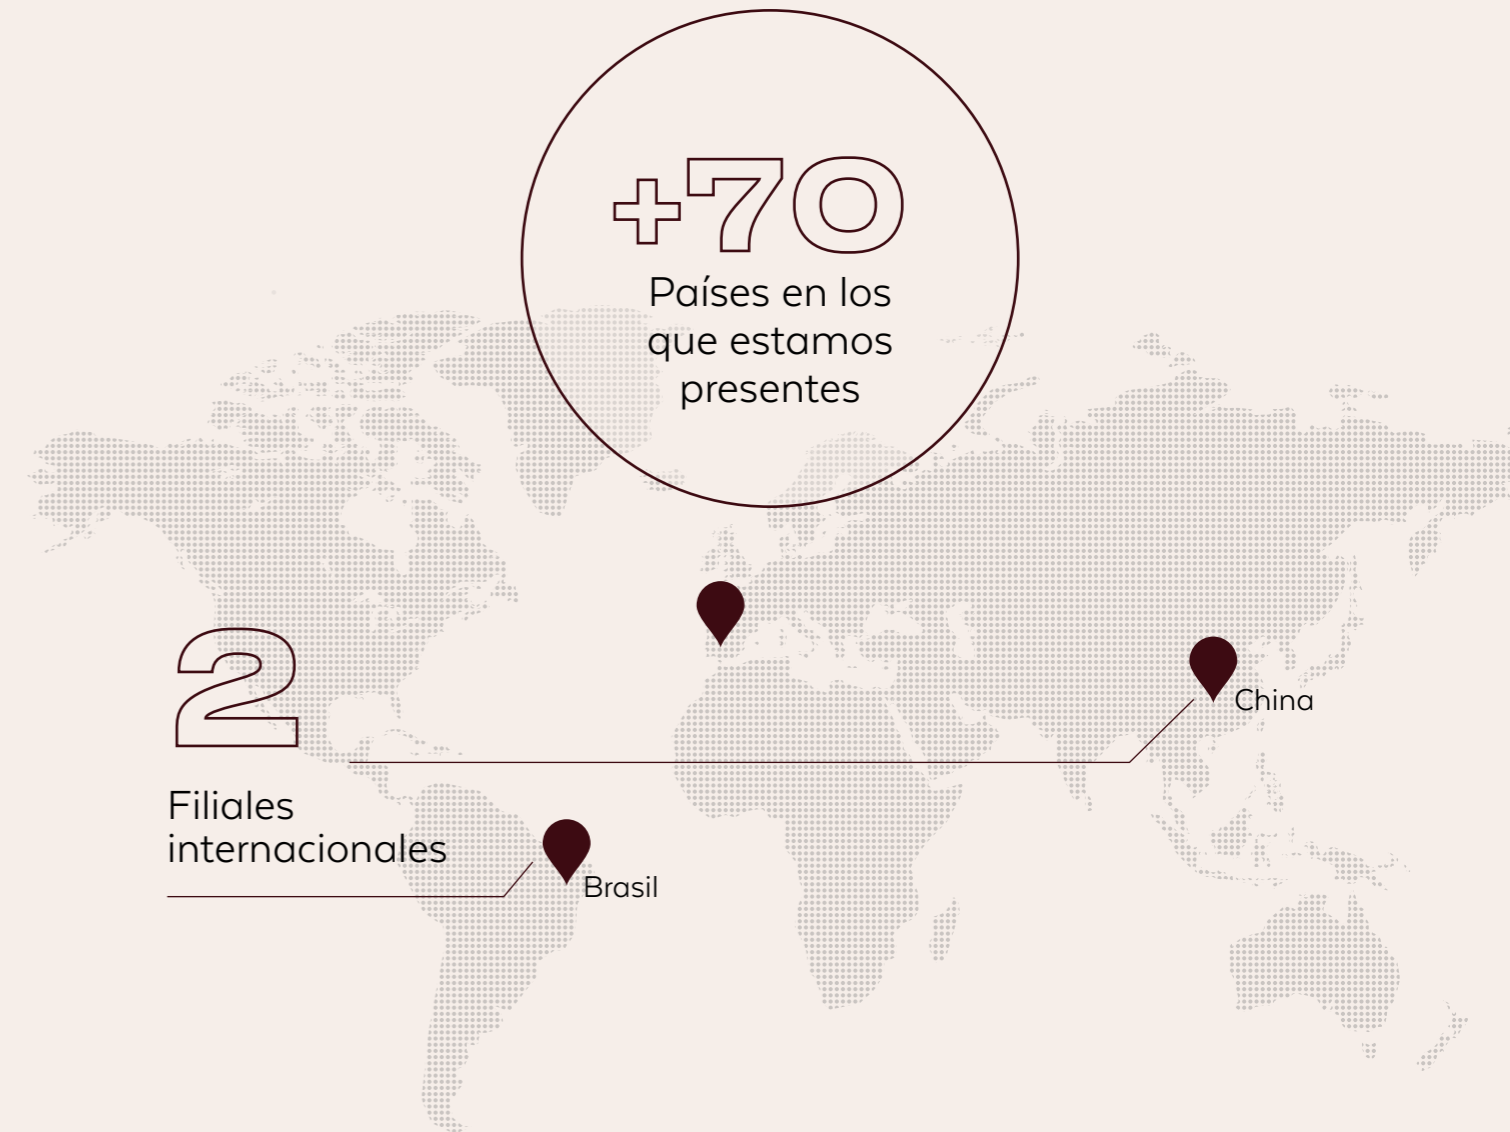 +70
Países en los
que estamos
presentes
2
Filiales
internacionales
China
Brasil